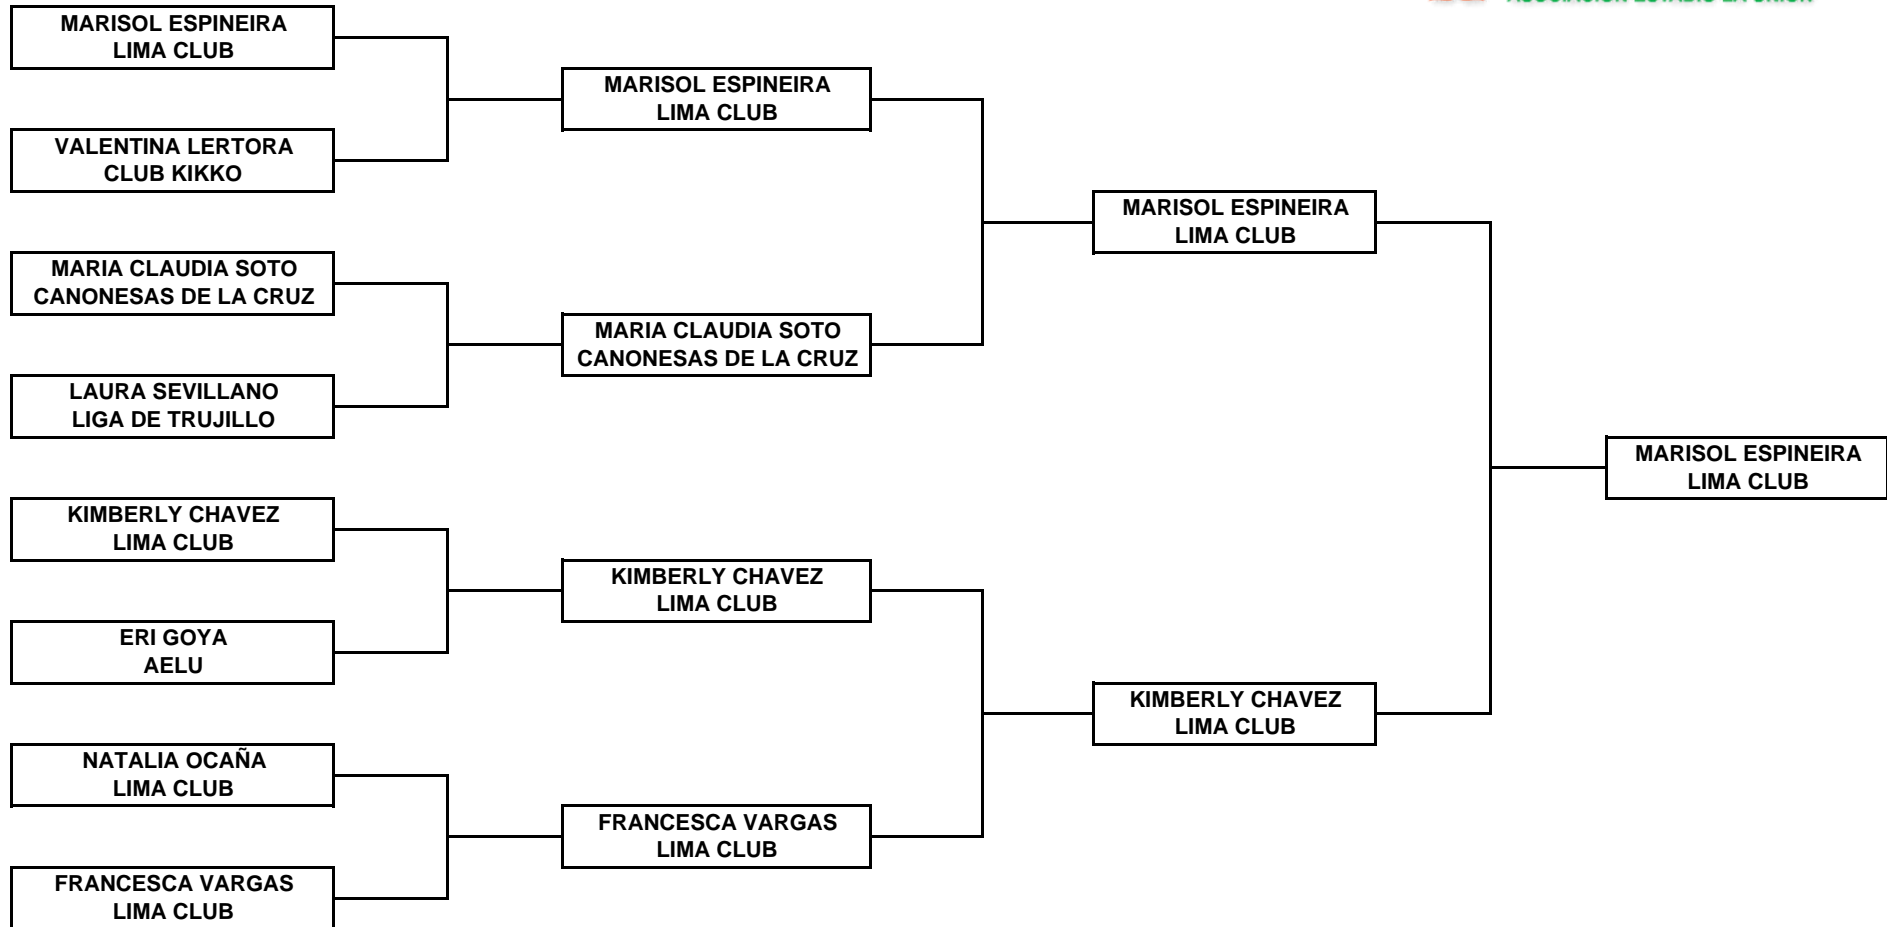 MARISOL ESPINEIRA
LIMA CLUB
VALENTINA LERTORA
CLUB KIKKO
MARIA CLAUDIA SOTO
CANONESAS DE LA CRUZ
LAURA SEVILLANO
LIGA DE TRUJILLO
KIMBERLY CHAVEZ
LIMA CLUB
ERI GOYA
AELU
NATALIA OCAÑA
LIMA CLUB
FRANCESCA VARGAS
LIMA CLUB
MARISOL ESPINEIRA
LIMA CLUB
MARIA CLAUDIA SOTO
CANONESAS DE LA CRUZ
KIMBERLY CHAVEZ
LIMA CLUB
FRANCESCA VARGAS
LIMA CLUB
MARISOL ESPINEIRA
LIMA CLUB
KIMBERLY CHAVEZ
LIMA CLUB
MARISOL ESPINEIRA
LIMA CLUB